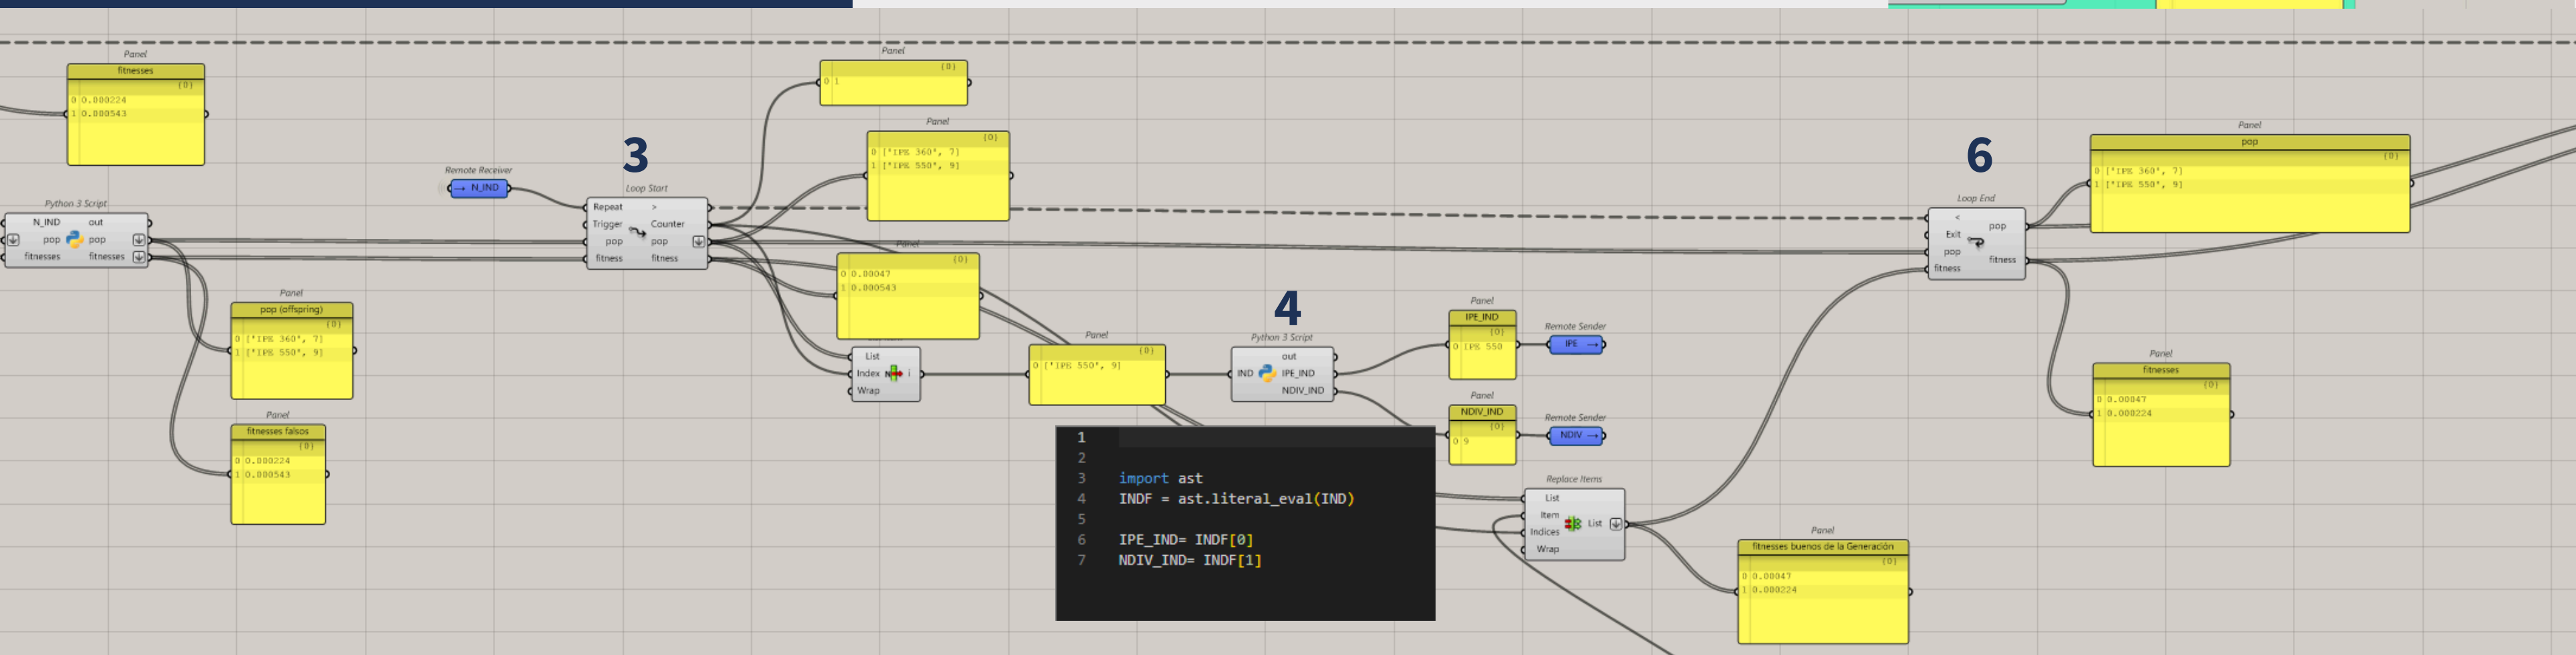 Panel
fitnesses
{0}
0 0.000224
1 0.000543
Python 3 Script
N_IND out
pop pop
fitnesses fitnesses
Panel
pop (offspring)
{0}
0 ['IPE 360', 7]
1 ['IPE 550', 9]
Panel
fitnesses falsos
{0}
0 0.000224
1 0.000543
Remote Receiver
→ N_IND
3
Loop Start
Repeat >
Trigger Counter
pop pop
fitness fitness
Panel
{0}
0 1
Panel
{0}
0 ['IPE 360', 7]
1 ['IPE 550', 9]
Panel
{0}
0 0.00047
1 0.000543
List
Index i
Wrap
Panel
{0}
0 ['IPE 550', 9]
4
Python 3 Script
out
IND IPE_IND
NDIV_IND
1
2
3 import ast
4 INDF = ast.literal_eval(IND)
5
6 IPE_IND= INDF[0]
7 NDIV_IND= INDF[1]
Panel
IPE_IND
{0}
0 IPE 550
Remote Sender
IPE →
Panel
NDIV_IND
{0}
0 9
Remote Sender
NDIV →
Replace Items
List
Item
Indices List
Wrap
Panel
fitnesses buenos de la Generación
{0}
0 0.00047
1 0.000224
6
Loop End
<
Exit pop
pop
fitness fitness
Panel
pop
{0}
0 ['IPE 360', 7]
1 ['IPE 550', 9]
Panel
fitnesses
{0}
0 0.00047
1 0.000224